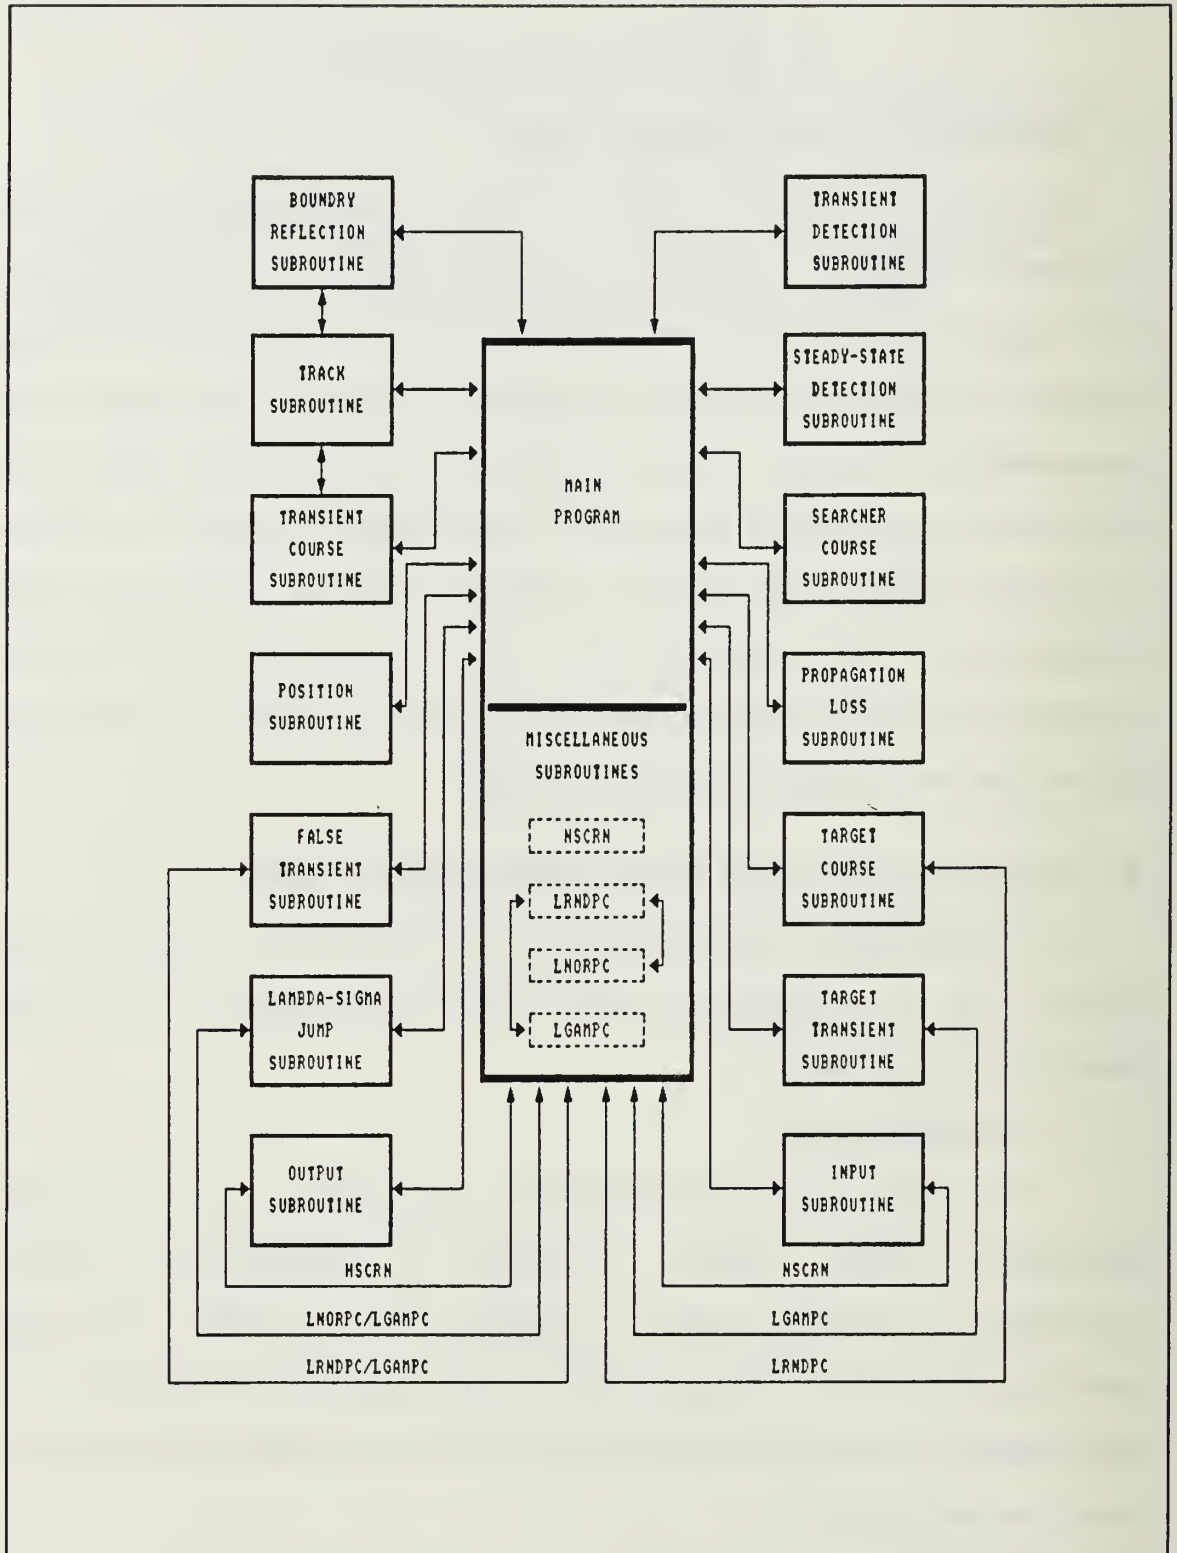 BOUNDRY
REFLECTION
SUBROUTINE
TRANSIENT
DETECTION
SUBROUTINE
TRACK
SUBROUTINE
STEADY-STATE
DETECTION
SUBROUTINE
MAIN
PROGRAM
TRANSIENT
COURSE
SUBROUTINE
SEARCHER
COURSE
SUBROUTINE
POSITION
SUBROUTINE
PROPAGATION
LOSS
SUBROUTINE
MISCELLANEOUS
SUBROUTINES
NSCRN
LRNDPC
LNORPC
LGAMPC
FALSE
TRANSIENT
SUBROUTINE
TARGET
COURSE
SUBROUTINE
LAMBDA-SIGMA
JUMP
SUBROUTINE
TARGET
TRANSIENT
SUBROUTINE
OUTPUT
SUBROUTINE
INPUT
SUBROUTINE
NSCRN
NSCRN
LNORPC/LGAMPC
LGAMPC
LRNDPC/LGAMPC
LRNDPC